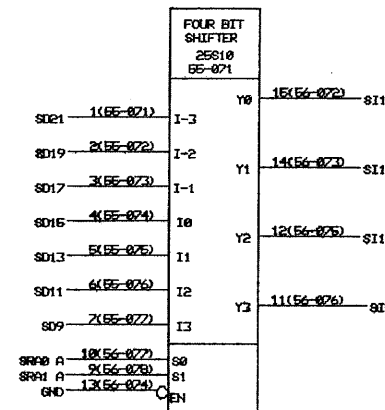 FOUR BIT
SHIFTER
25S10
55-071
Y0 15(56-072) SI1
SD21 1(55-071) I-3
SD19 2(55-072) I-2
Y1 14(56-073) SI1
SD17 3(55-073) I-1
SD15 4(55-074) I0
Y2 12(56-075) SI1
SD13 5(55-075) I1
SD11 6(55-076) I2
Y3 11(56-076) SI
SD9 7(55-077) I3
SRA0 A 10(56-077) S0
SRA1 A 9(56-078) S1
GND 13(56-074) EN